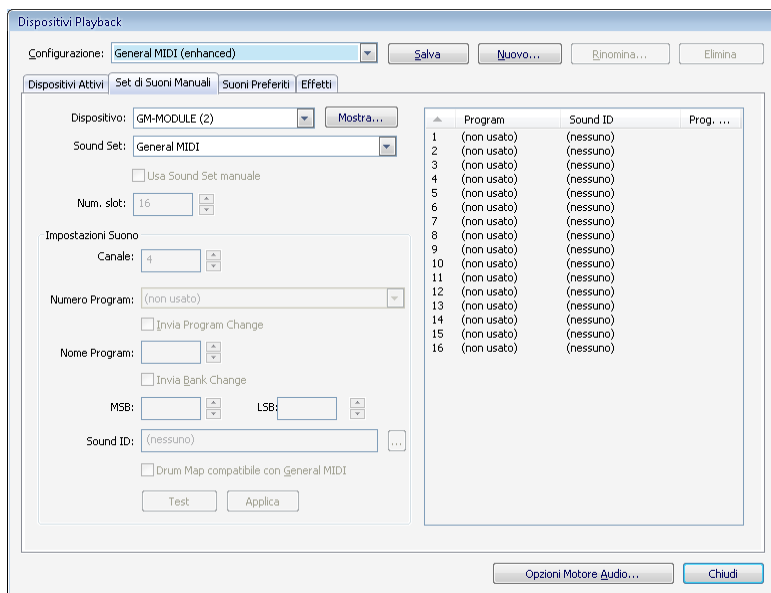 Dispositivi Playback
Configurazione: General MIDI (enhanced) Salva Nuovo... Rinomina... Elimina
Dispositivi Attivi Set di Suoni Manuali Suoni Preferiti Effetti
Dispositivo: GM-MODULE (2) Mostra...
Sound Set: General MIDI
Usa Sound Set manuale
Num. slot: 16
Impostazioni Suono
Canale: 4
Numero Program: (non usato)
Invia Program Change
Nome Program:
Invia Bank Change
MSB: LSB:
Sound ID: (nessuno) ...
Drum Map compatibile con General MIDI
Test Applica
Program Sound ID Prog. ...
1 (non usato) (nessuno)
2 (non usato) (nessuno)
3 (non usato) (nessuno)
4 (non usato) (nessuno)
5 (non usato) (nessuno)
6 (non usato) (nessuno)
7 (non usato) (nessuno)
8 (non usato) (nessuno)
9 (non usato) (nessuno)
10 (non usato) (nessuno)
11 (non usato) (nessuno)
12 (non usato) (nessuno)
13 (non usato) (nessuno)
14 (non usato) (nessuno)
15 (non usato) (nessuno)
16 (non usato) (nessuno)
Opzioni Motore Audio... Chiudi